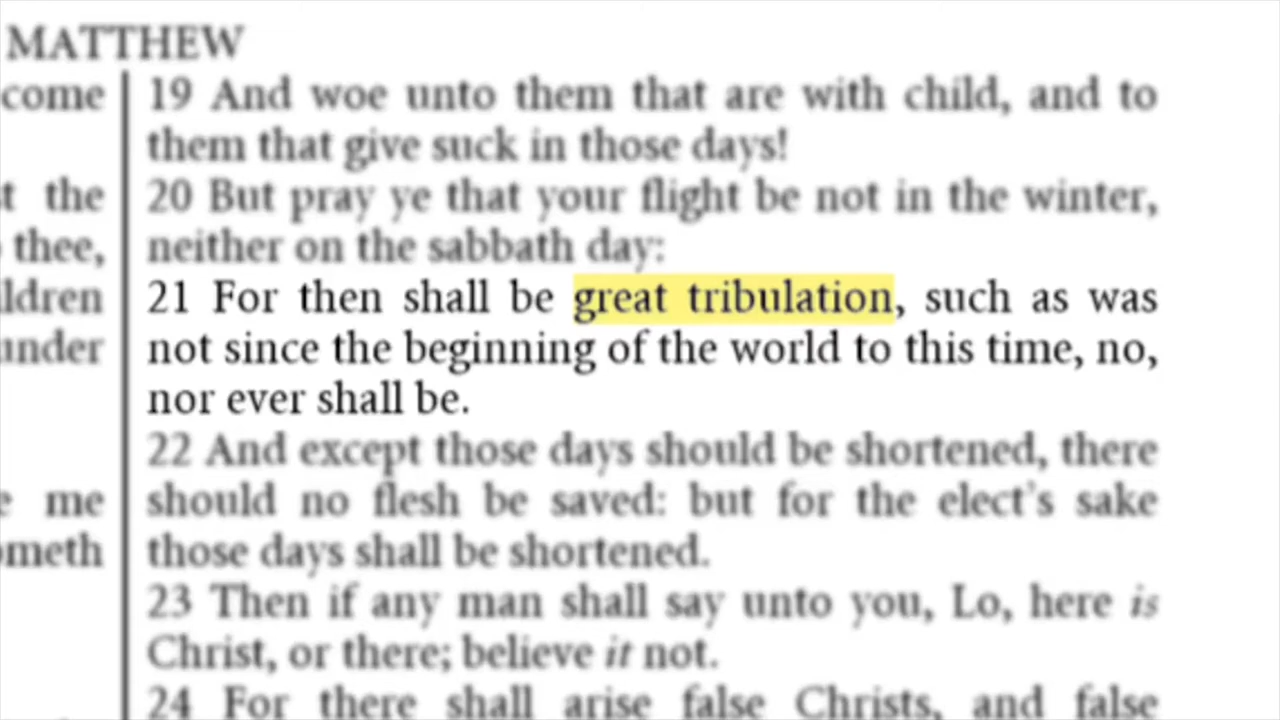 MATTHEW
come
t the
thee,
ldren
under
me
ometh
19 And woe unto them that are with child, and to
them that give suck in those days!
20 But pray ye that your flight be not in the winter,
neither on the sabbath day:
21 For then shall be great tribulation, such as was
not since the beginning of the world to this time, no,
nor ever shall be.
22 And except those days should be shortened, there
should no flesh be saved: but for the elect's sake
those days shall be shortened.
23 Then if any man shall say unto you, Lo, here is
Christ, or there; believe it not.
24 For there shall arise false Christs, and false